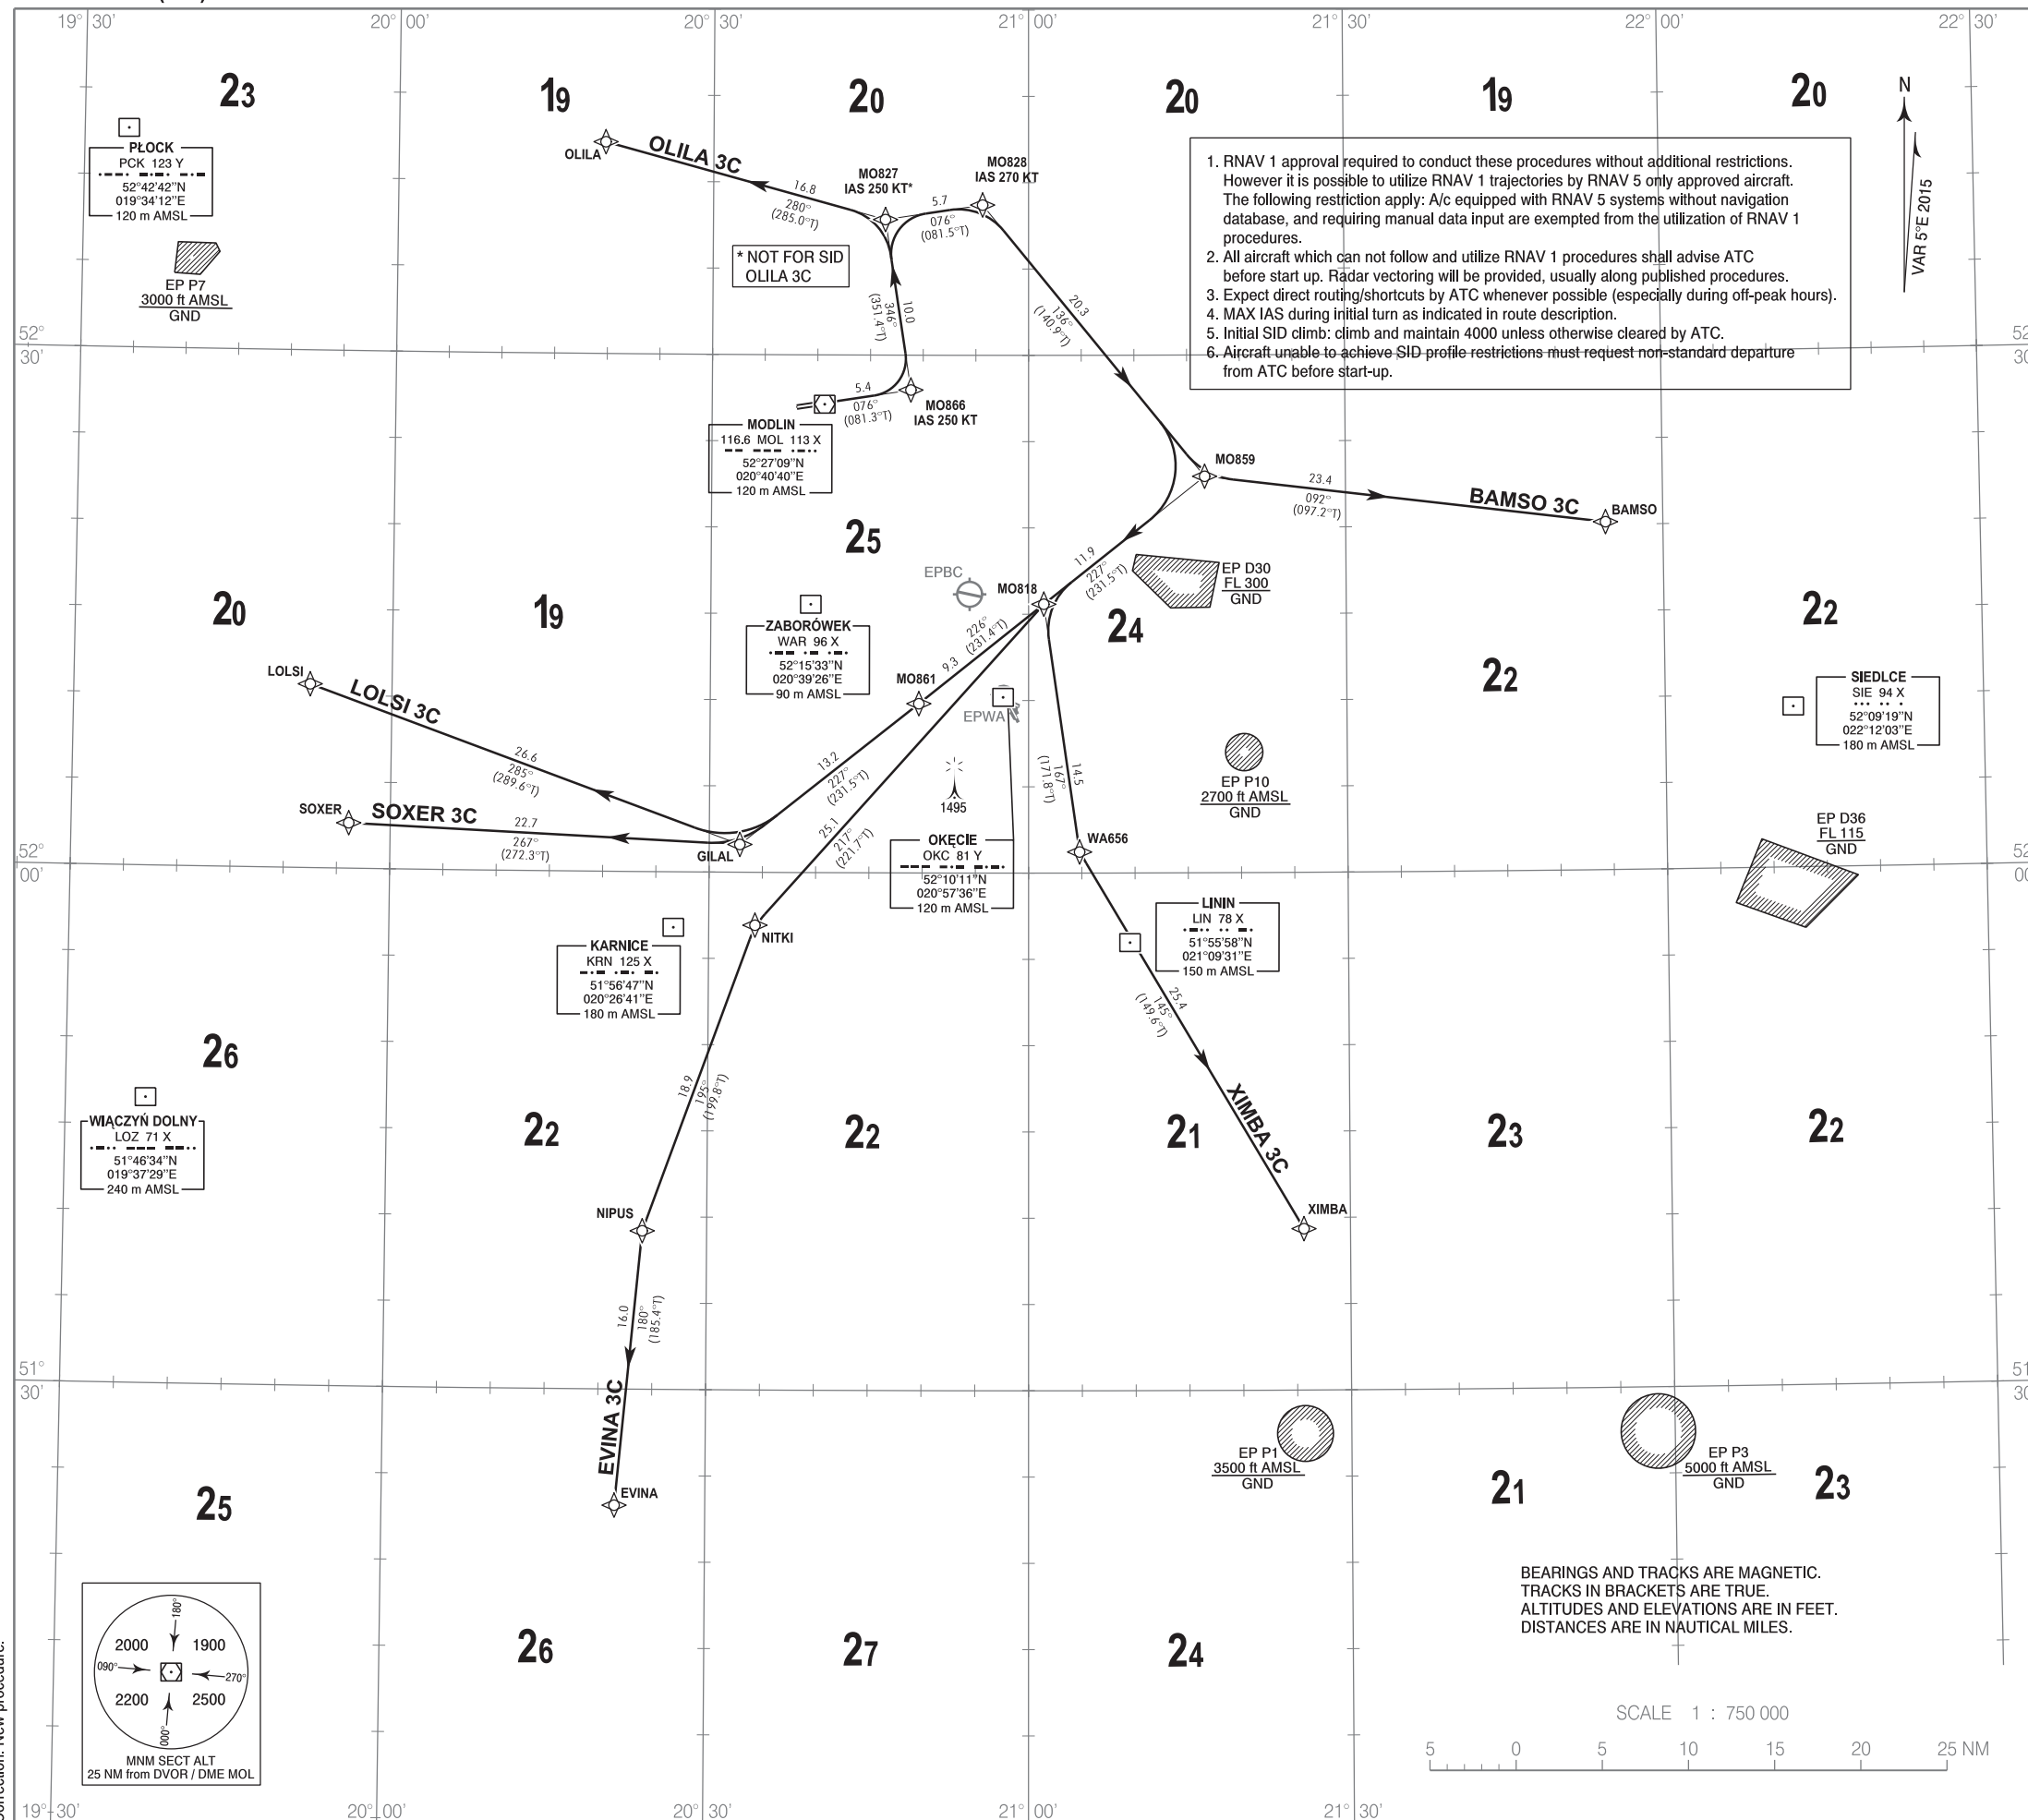 19° 30'
20° 00'
20° 30'
21° 00'
21° 30'
22° 00'
22° 30'
23
19
20
20
19
20
N
VAR 5°E 2015
PŁOCK
PCK 123 Y
52°42'42''N
019°34'12''E
120 m AMSL
EP P7
3000 ft AMSL
GND
OLILA
OLILA 3C
16.8
280°
(285.0°T)
MO827
IAS 250 KT*
MO828
IAS 270 KT
5.7
076°
(081.5°T)
* NOT FOR SID
OLILA 3C
10.0
346°
(351.4°T)
20.3
136°
(140.9°T)
1. RNAV 1 approval required to conduct these procedures without additional restrictions.
However it is possible to utilize RNAV 1 trajectories by RNAV 5 only approved aircraft.
The following restriction apply: A/c equipped with RNAV 5 systems without navigation
database, and requiring manual data input are exempted from the utilization of RNAV 1
procedures.
2. All aircraft which can not follow and utilize RNAV 1 procedures shall advise ATC
before start up. Radar vectoring will be provided, usually along published procedures.
3. Expect direct routing/shortcuts by ATC whenever possible (especially during off-peak hours).
4. MAX IAS during initial turn as indicated in route description.
5. Initial SID climb: climb and maintain 4000 unless otherwise cleared by ATC.
6. Aircraft unable to achieve SID profile restrictions must request non-standard departure
from ATC before start-up.
52°
30'
5.4
076°
(081.3°T)
MO866
IAS 250 KT
MODLIN
116.6 MOL 113 X
52°27'09''N
020°40'40''E
120 m AMSL
MO859
23.4
092°
(097.2°T)
BAMSO 3C
BAMSO
25
EPBC
MO818
11.9
227°
(231.5°T)
EP D30
FL 300
GND
20
19
24
22
22
ZABORÓWEK
WAR 96 X
52°15'33''N
020°39'26''E
90 m AMSL
226°
(231.4°T)
9.3
MO861
EPWA
LOLSI
LOLSI 3C
26.6
285°
(289.6°T)
SIEDLCE
SIE 94 X
52°09'19''N
022°12'03''E
180 m AMSL
13.2
227°
(231.5°T)
14.5
167°
(171.8°T)
EP P10
2700 ft AMSL
GND
1495
SOXER
SOXER 3C
22.7
267°
(272.3°T)
GILAL
25.1
217°
(221.7°T)
EP D36
FL 115
GND
52°
00'
OKĘCIE
OKC 81 Y
52°10'11''N
020°57'36''E
120 m AMSL
WA656
LININ
LIN 78 X
51°55'58''N
021°09'31''E
150 m AMSL
NITKI
KARNICE
KRN 125 X
51°56'47''N
020°26'41''E
180 m AMSL
25.4
145°
(149.6°T)
26
22
22
21
23
22
WIĄCZYŃ DOLNY
LOZ 71 X
51°46'34''N
019°37'29''E
240 m AMSL
18.9
195°
(199.8°T)
XIMBA 3C
XIMBA
NIPUS
16.0
180°
(185.4°T)
51°
30'
EVINA 3C
EVINA
EP P1
3500 ft AMSL
GND
EP P3
5000 ft AMSL
GND
25
21
23
BEARINGS AND TRACKS ARE MAGNETIC.
TRACKS IN BRACKETS ARE TRUE.
ALTITUDES AND ELEVATIONS ARE IN FEET.
DISTANCES ARE IN NAUTICAL MILES.
26
27
24
180°
2000
1900
090°
270°
2200
2500
000°
MNM SECT ALT
25 NM from DVOR / DME MOL
SCALE 1 : 750 000
5 0 5 10 15 20 25 NM
19° 30'
20° 00'
20° 30'
21° 00'
21° 30'